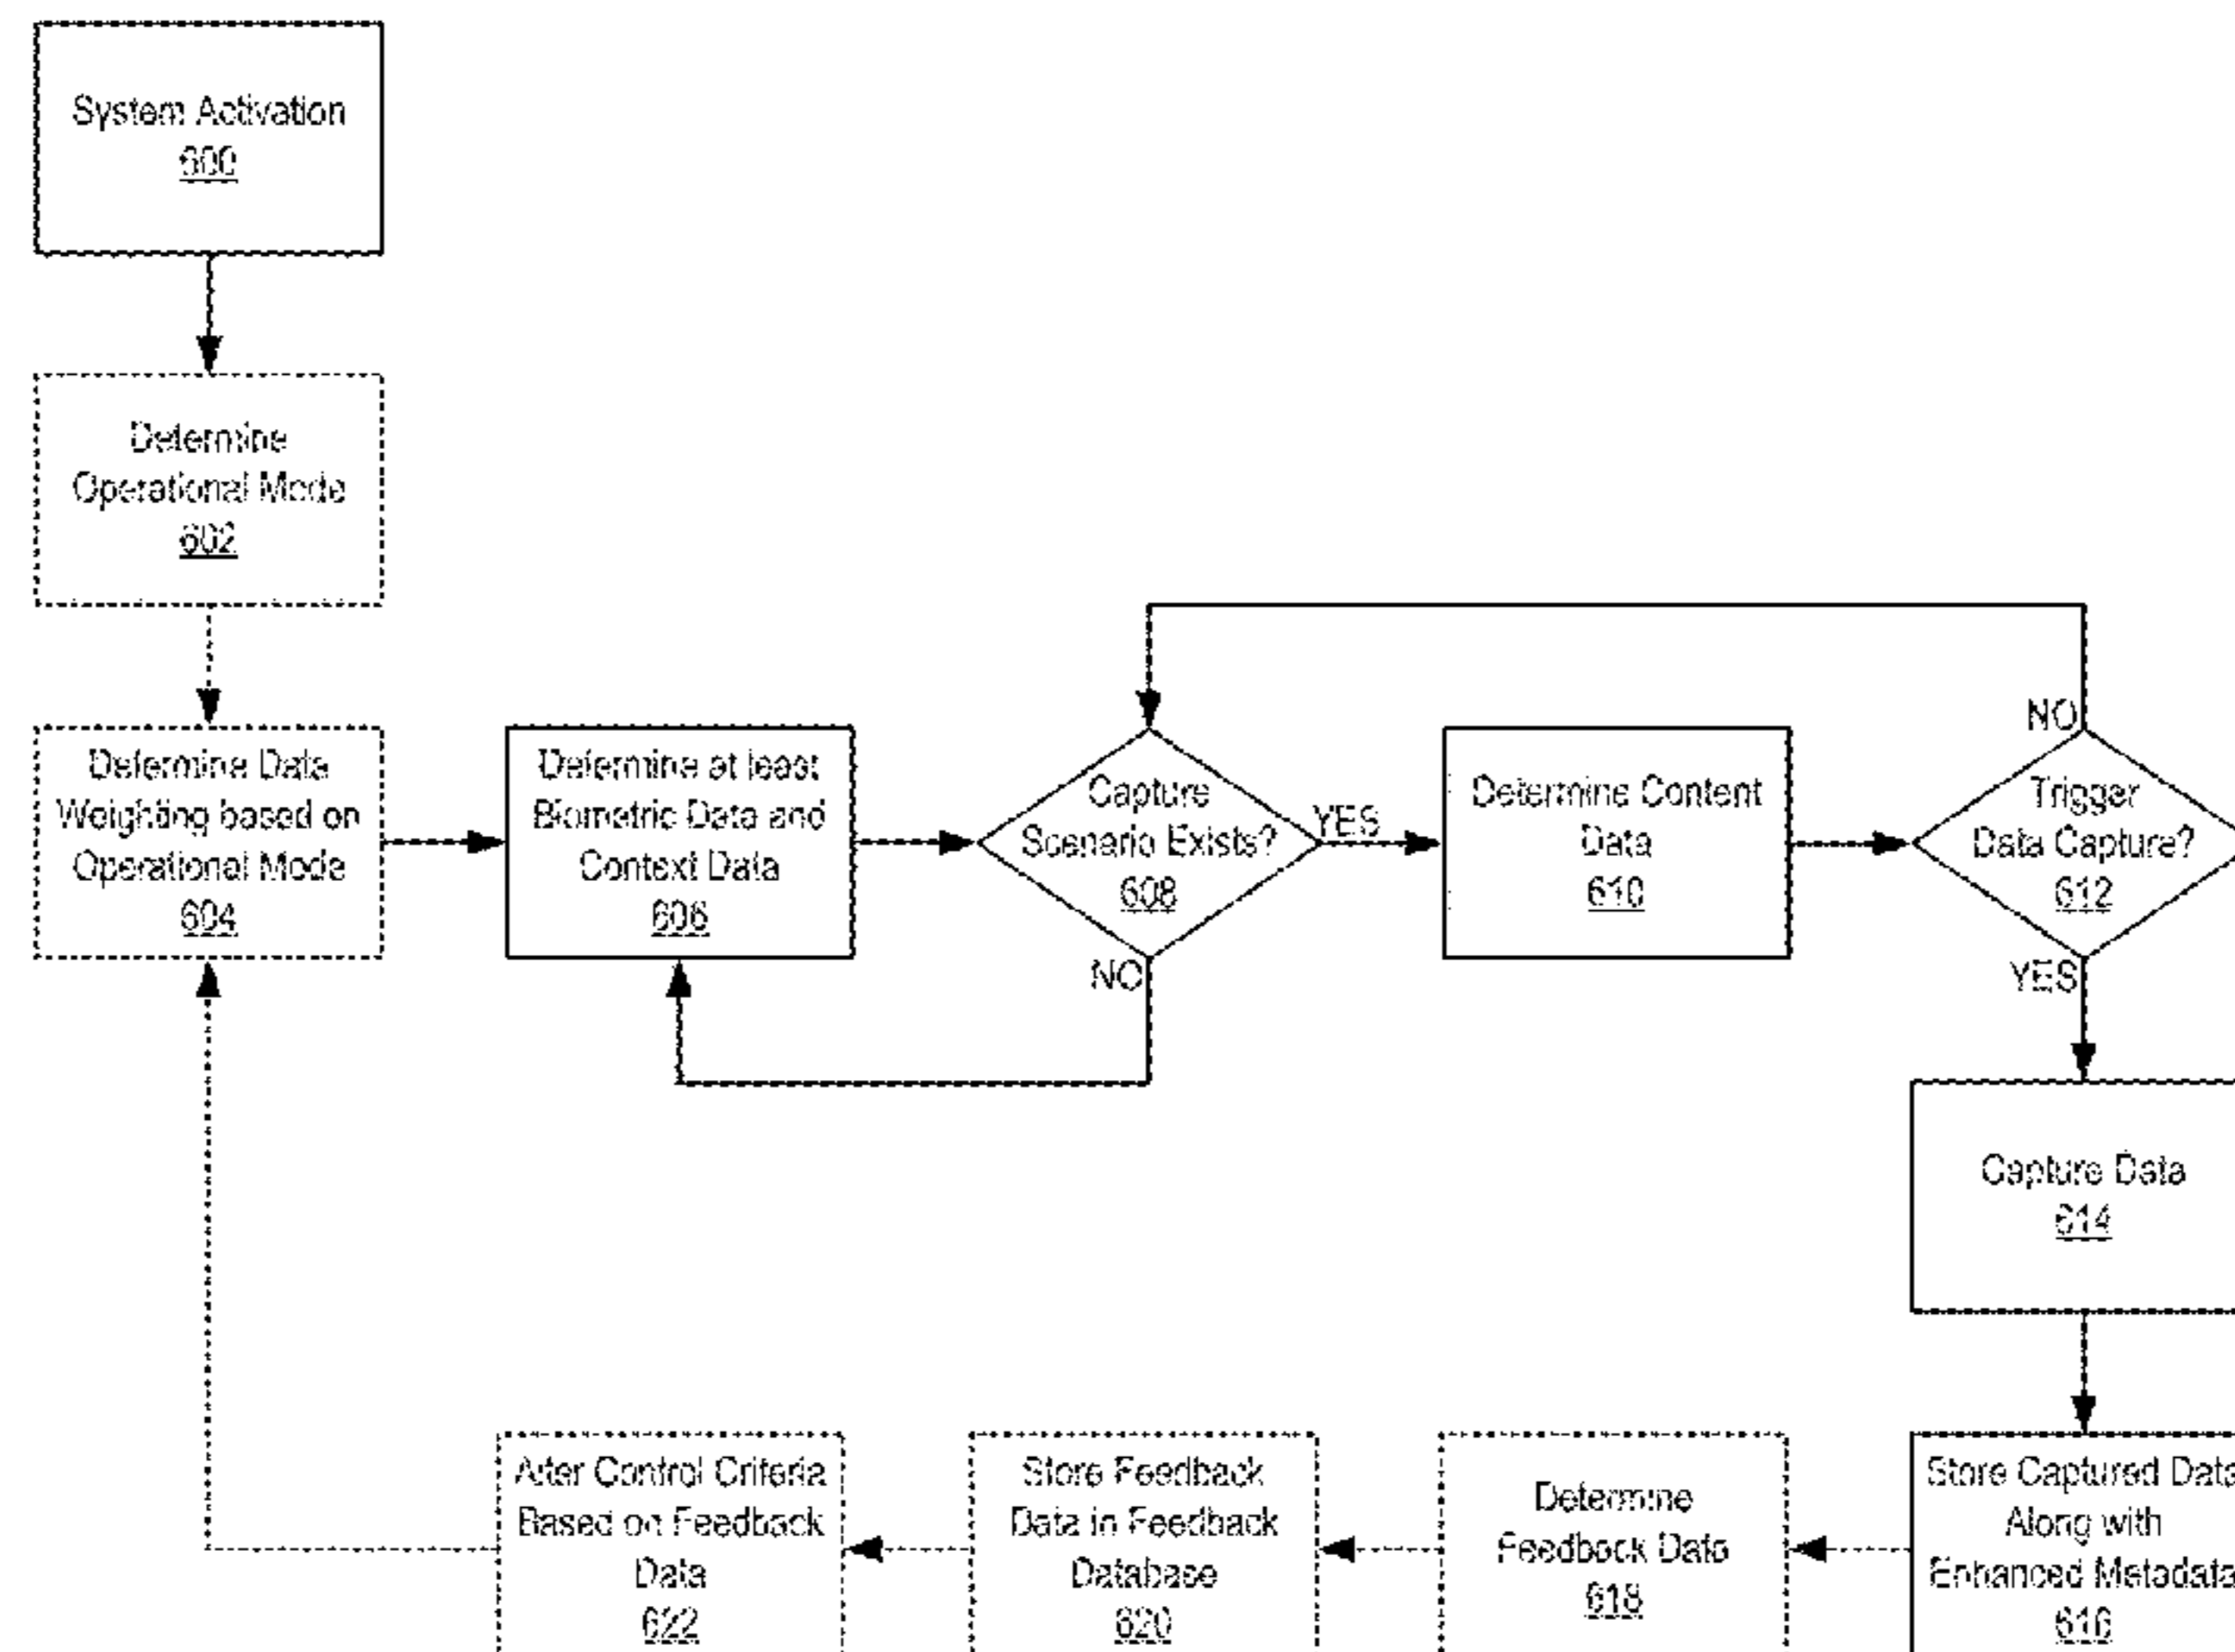 System Activation
600
Determine
Operational Mode
602
Determine Data
Weighting based on
Operational Mode
604
Determine at least
Biometric Data and
Context Data
606
Capture
Scenario Exists?
608
YES
NO
Determine Content
Data
610
Trigger
Data Capture?
612
NO
YES
Capture Data
614
Store Captured Data
Along with
Enhanced Metadata
616
Determine
Feedback Data
618
Store Feedback
Data in Feedback
Database
620
Alter Control Criteria
Based on Feedback
Data
622